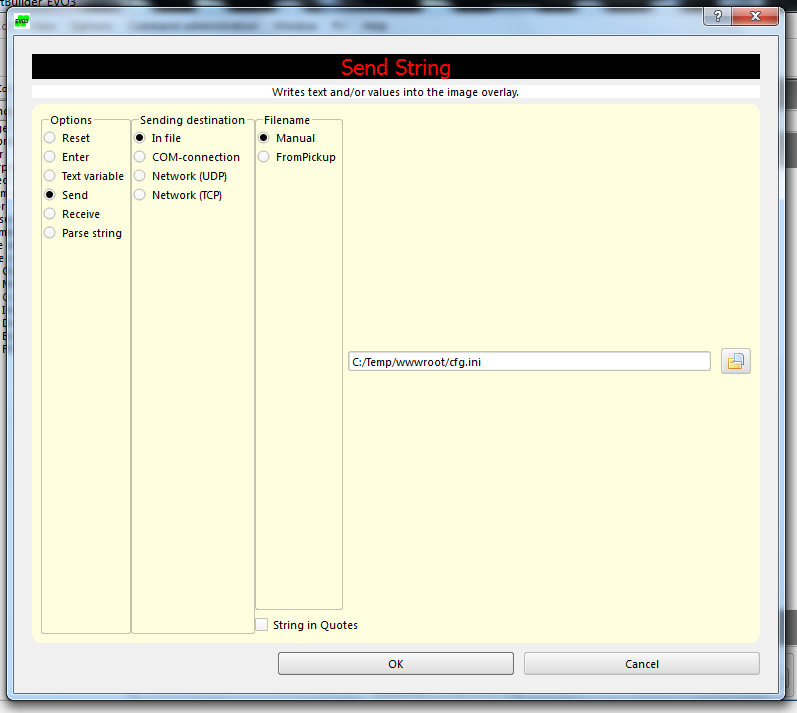 EVO3
Send String
Writes text and/or values into the image overlay.
Options
Reset
Enter
Text variable
Send
Receive
Parse string
Sending destination
In file
COM-connection
Network (UDP)
Network (TCP)
Filename
Manual
FromPickup
C:/Temp/wwwroot/cfg.ini
String in Quotes
OK
Cancel